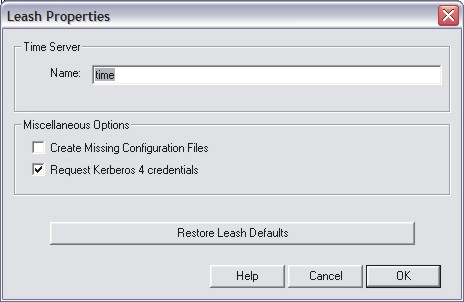 Leash Properties
Time Server
Name: time
Miscellaneous Options
Create Missing Configuration Files
Request Kerberos 4 credentials
Restore Leash Defaults
Help Cancel OK